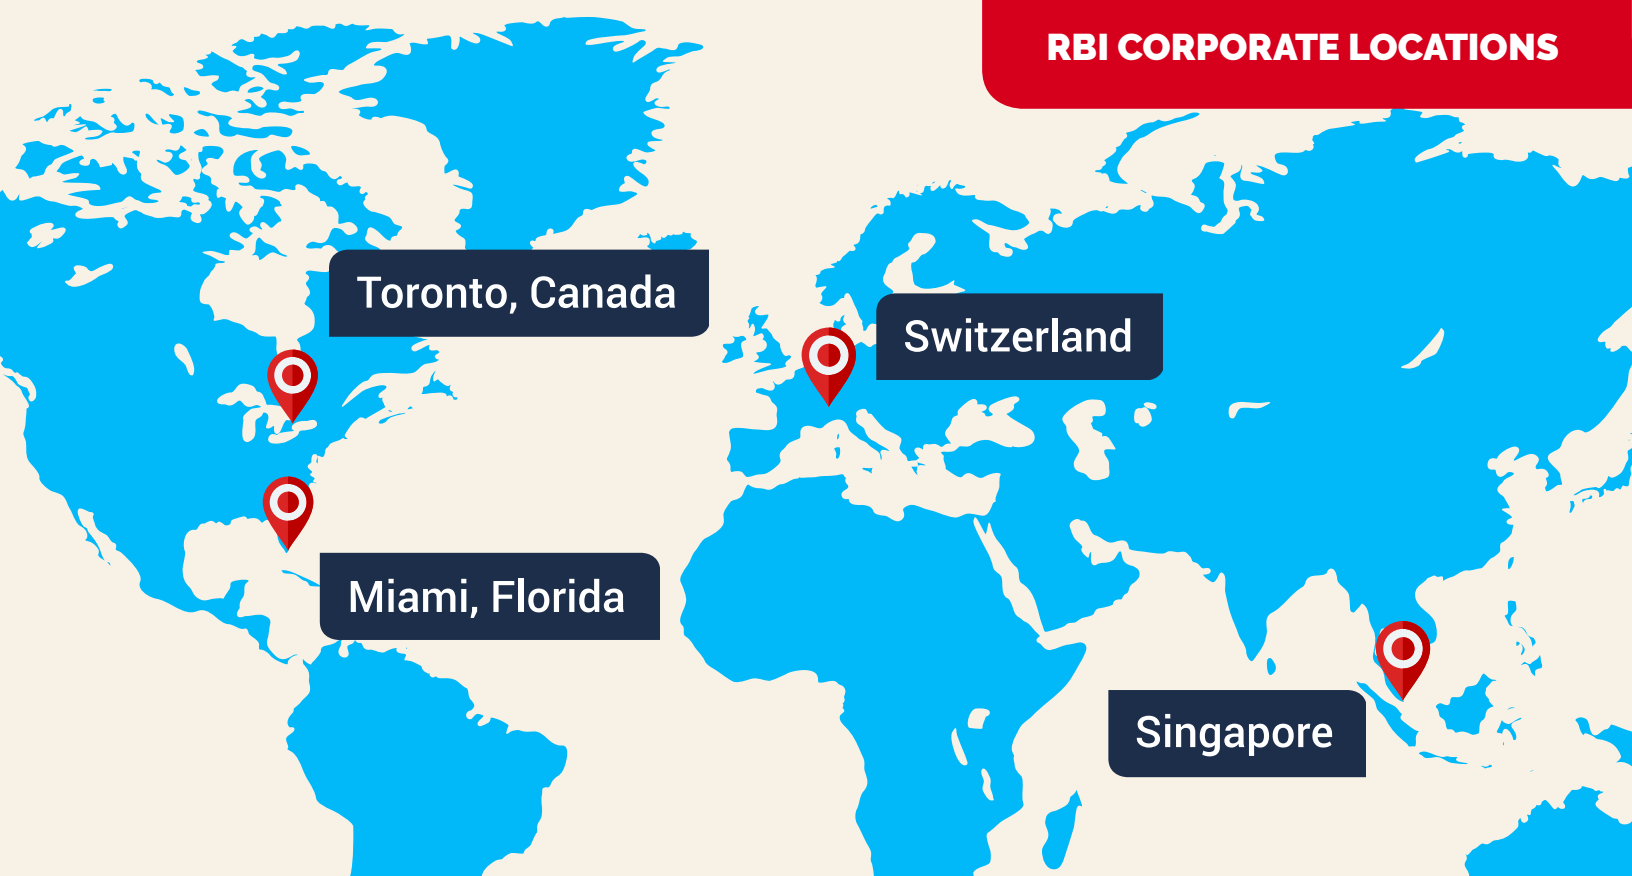 RBI CORPORATE LOCATIONS
Toronto, Canada
Switzerland
Miami, Florida
Singapore